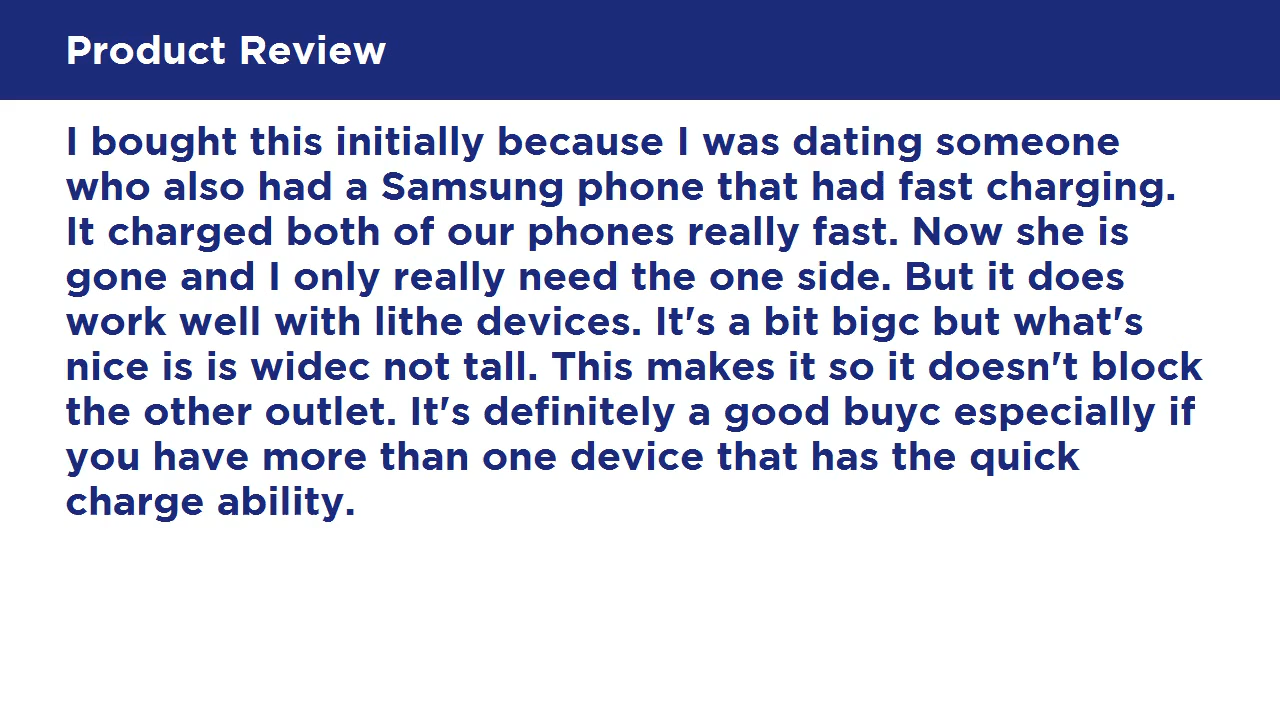 Product Review
I bought this initially because I was dating someone
who also had a Samsung phone that had fast charging.
It charged both of our phones really fast. Now she is
gone and I only really need the one side. But it does
work well with lithe devices. It's a bit bigc but what's
nice is is widec not tall. This makes it so it doesn't block
the other outlet. It's definitely a good buyc especially if
you have more than one device that has the quick
charge ability.